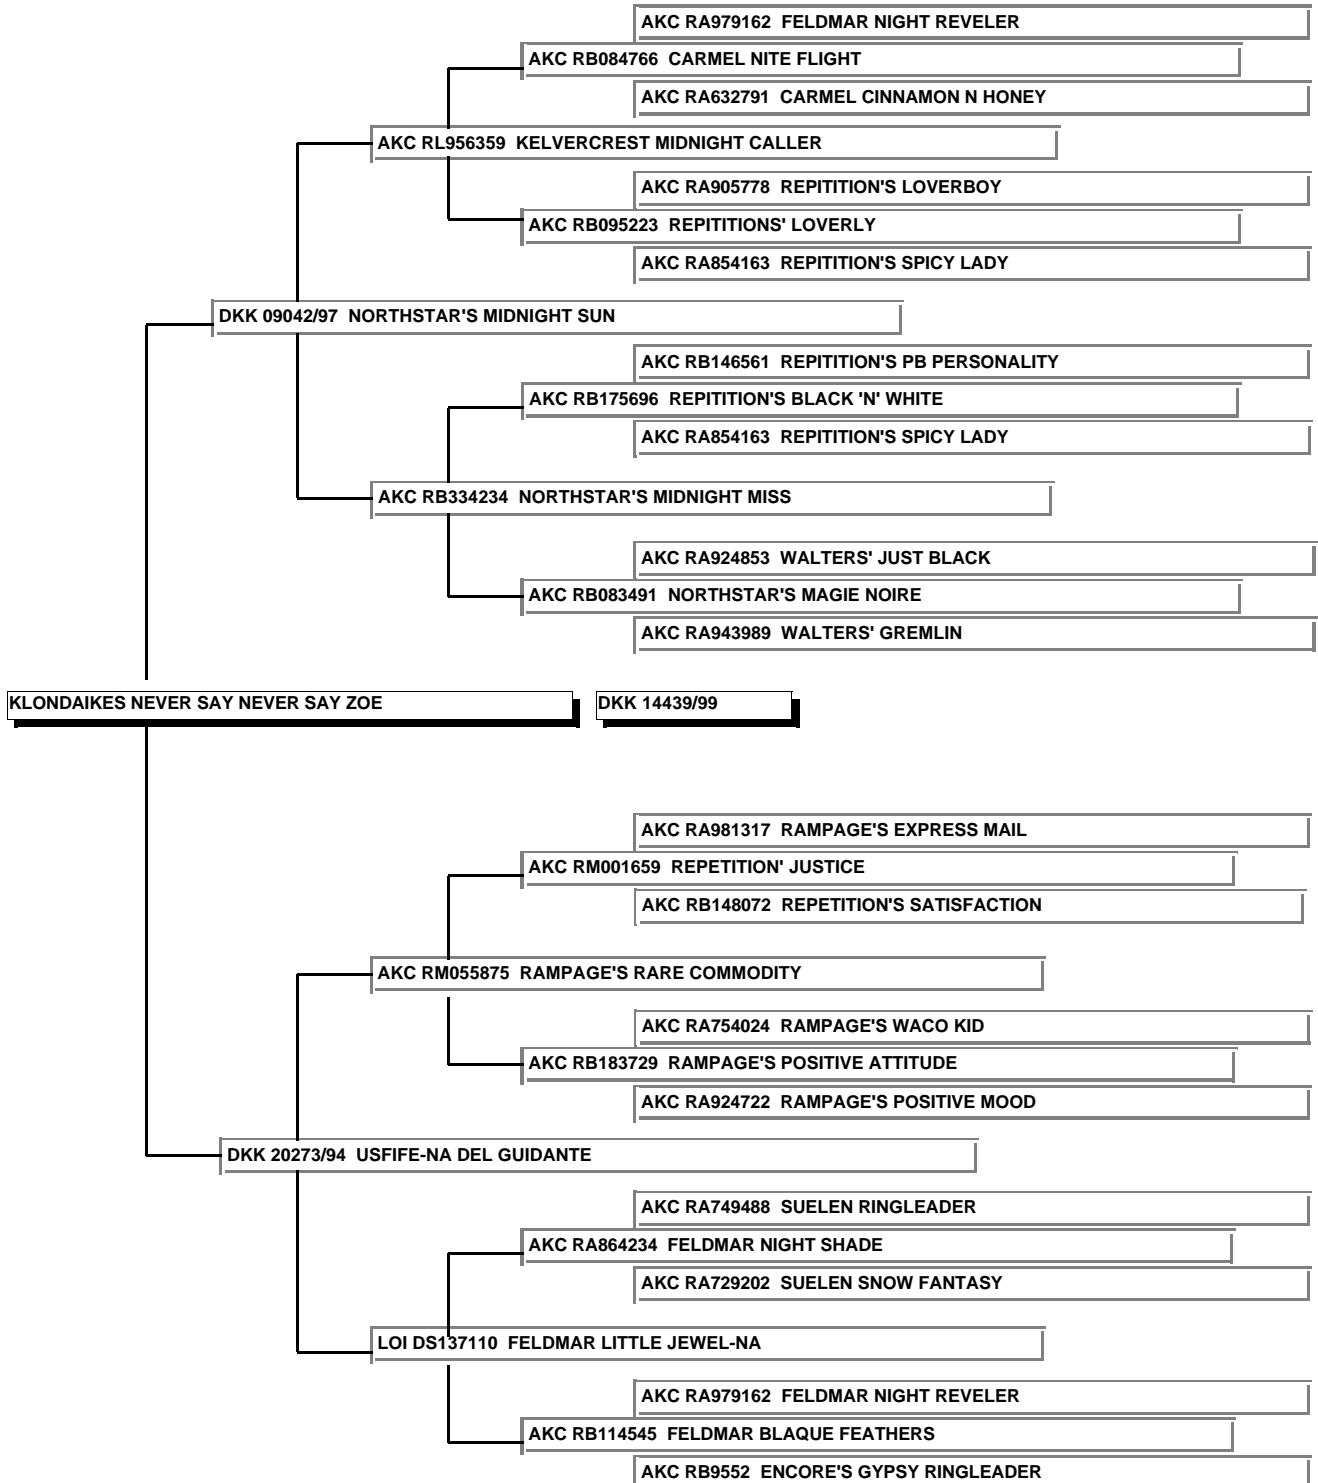 AKC RA979162 FELDMAR NIGHT REVELER
AKC RB084766 CARMEL NITE FLIGHT
AKC RA632791 CARMEL CINNAMON N HONEY
AKC RL956359 KELVERCREST MIDNIGHT CALLER
AKC RA905778 REPITITION'S LOVERBOY
AKC RB095223 REPITITIONS' LOVERLY
AKC RA854163 REPITITION'S SPICY LADY
DKK 09042/97 NORTHSTAR'S MIDNIGHT SUN
AKC RB146561 REPITITION'S PB PERSONALITY
AKC RB175696 REPITITION'S BLACK 'N' WHITE
AKC RA854163 REPITITION'S SPICY LADY
AKC RB334234 NORTHSTAR'S MIDNIGHT MISS
AKC RA924853 WALTERS' JUST BLACK
AKC RB083491 NORTHSTAR'S MAGIE NOIRE
AKC RA943989 WALTERS' GREMLIN
KLONDAIKES NEVER SAY NEVER SAY ZOE DKK 14439/99
AKC RA981317 RAMPAGE'S EXPRESS MAIL
AKC RM001659 REPETITION' JUSTICE
AKC RB148072 REPETITION'S SATISFACTION
AKC RM055875 RAMPAGE'S RARE COMMODITY
AKC RA754024 RAMPAGE'S WACO KID
AKC RB183729 RAMPAGE'S POSITIVE ATTITUDE
AKC RA924722 RAMPAGE'S POSITIVE MOOD
DKK 20273/94 USFIFE-NA DEL GUIDANTE
AKC RA749488 SUELEN RINGLEADER
AKC RA864234 FELDMAR NIGHT SHADE
AKC RA729202 SUELEN SNOW FANTASY
LOI DS137110 FELDMAR LITTLE JEWEL-NA
AKC RA979162 FELDMAR NIGHT REVELER
AKC RB114545 FELDMAR BLAQUE FEATHERS
AKC RB9552 ENCORE'S GYPSY RINGLEADER